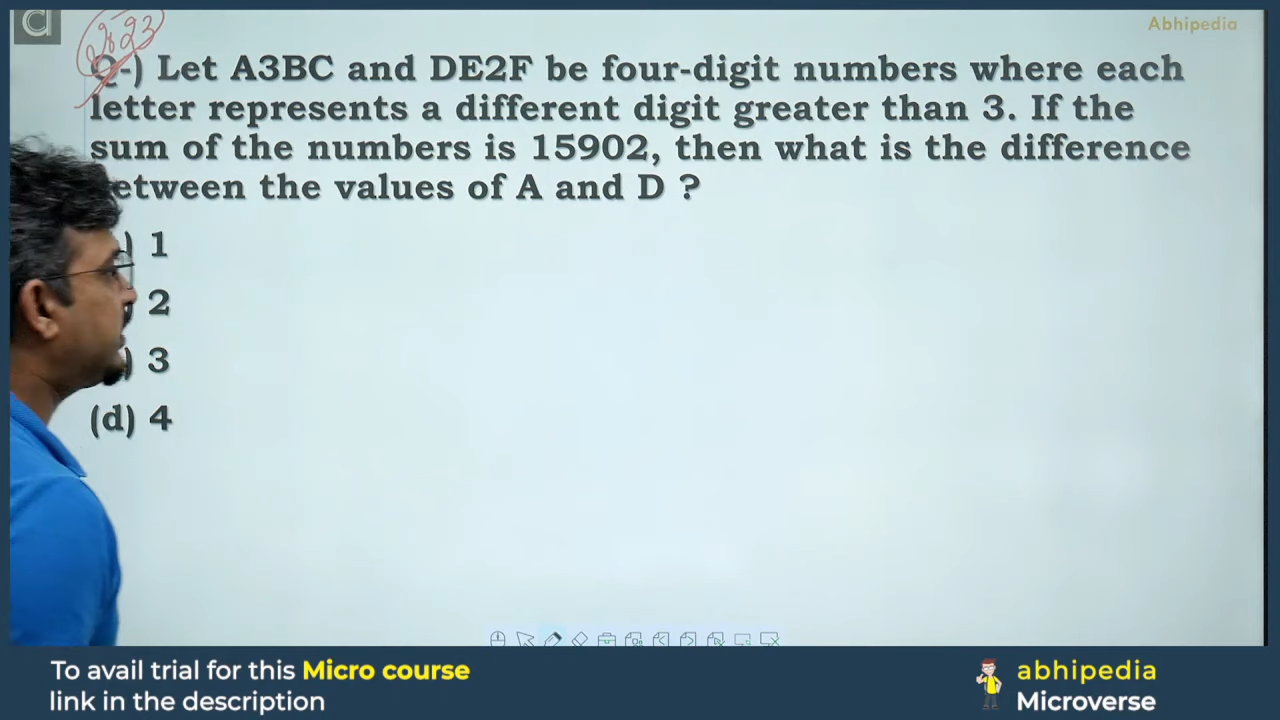 Abhipedia
Q-) Let A3BC and DE2F be four-digit numbers where each
letter represents a different digit greater than 3. If the
sum of the numbers is 15902, then what is the difference
between the values of A and D ?
) 1
2
) 3
(d) 4
To avail trial for this Micro course
link in the description
abhipedia
Microverse